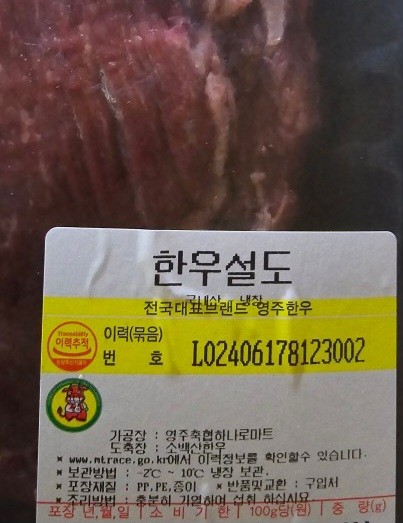 한우설도
국내산 냉장
전국대표브랜드 영주한우
Traceability
이력추적
이력(묶음)
번 호 L02406178123002
가공장 : 영주축협하나로마트
도축장 : 소백산한우
* www.mtrace.go.kr에서 이력정보를 확인할수 있습니다.
* 보관방법 : -2℃ ~ 10℃ 냉장 보관.
* 포장재질 : PP,PE,종이 * 반품및교환 : 구입처
* 조리방법 : 충분히 가열하여 섭취 하십시요
포장 년.월.일 | 소 비 기 한 | 100g당(원) | 중 량(g)